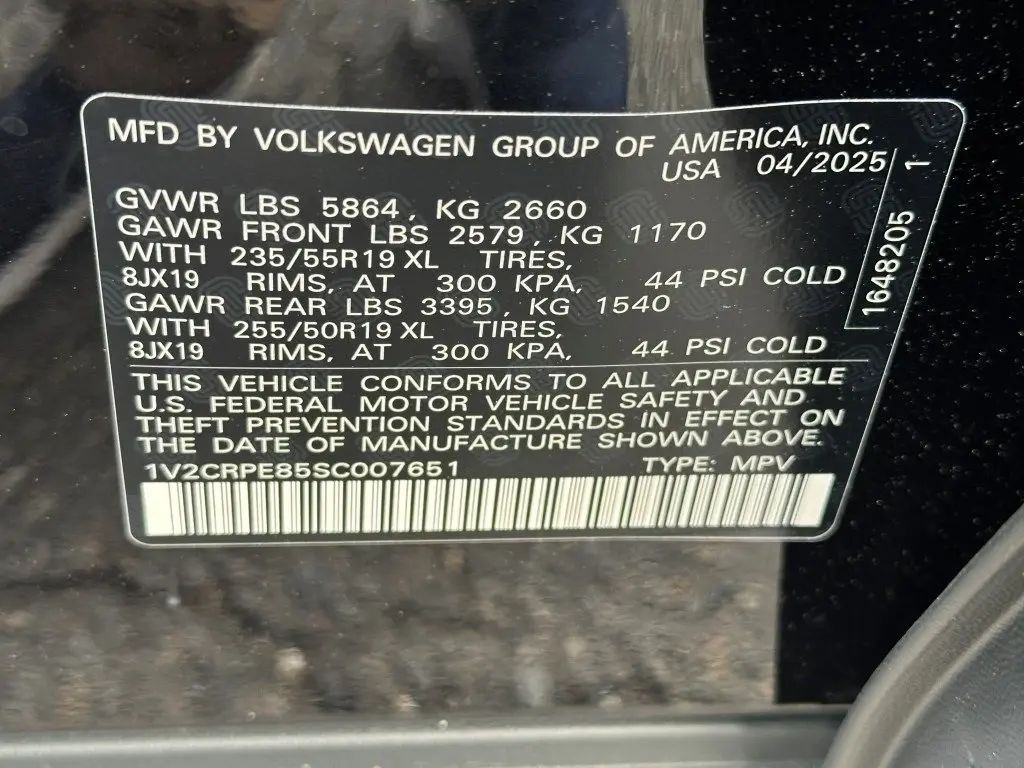 MFD BY VOLKSWAGEN GROUP OF AMERICA, INC.
USA 04/2025
GVWR LBS 5864, KG 2660
GAWR FRONT LBS 2579, KG 1170
WITH 235/55R19 XL TIRES,
8JX19 RIMS, AT 300 KPA, 44 PSI COLD
GAWR REAR LBS 3395, KG 1540
WITH 255/50R19 XL TIRES,
8JX19 RIMS, AT 300 KPA, 44 PSI COLD
THIS VEHICLE CONFORMS TO ALL APPLICABLE
U.S. FEDERAL MOTOR VEHICLE SAFETY AND
THEFT PREVENTION STANDARDS IN EFFECT ON
THE DATE OF MANUFACTURE SHOWN ABOVE.
1V2CRPE85SC007651 TYPE: MPV
1648205 1